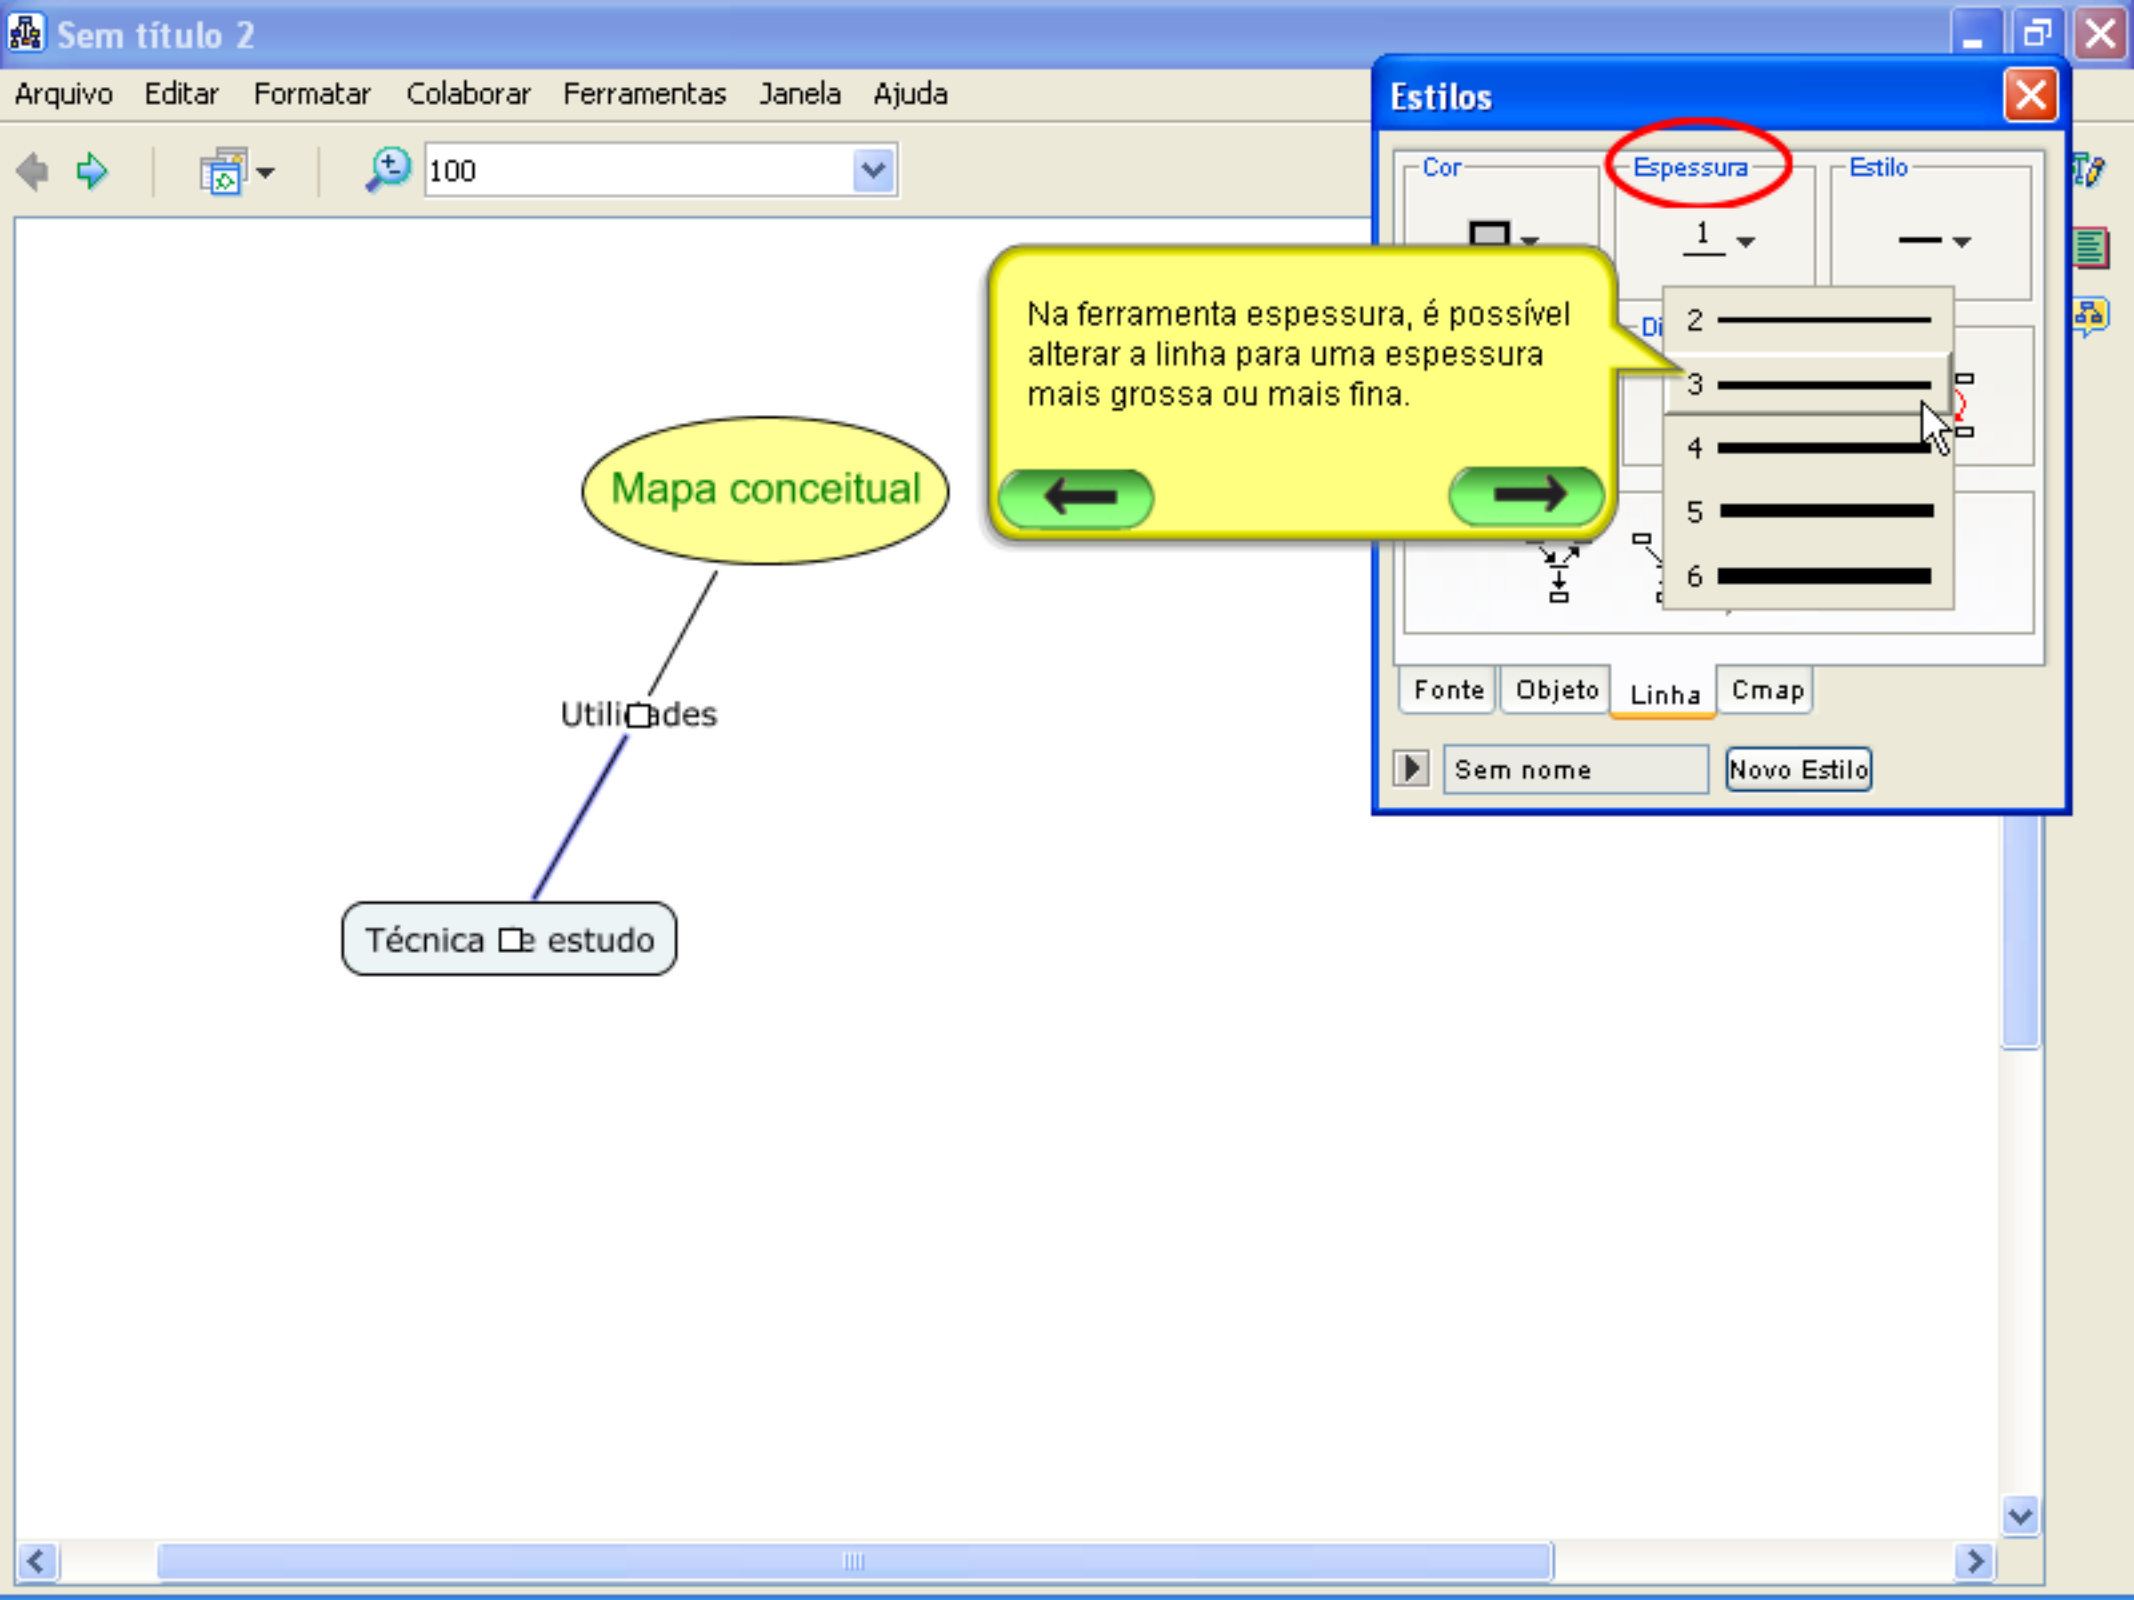 Sem título 2
Arquivo Editar Formatar Colaborar Ferramentas Janela Ajuda
100
Estilos
Cor Espessura Estilo
1
Na ferramenta espessura, é possível
alterar a linha para uma espessura
mais grossa ou mais fina.
2
3
4
5
6
Fonte Objeto Linha Cmap
Sem nome Novo Estilo
Mapa conceitual
Técnica estudo